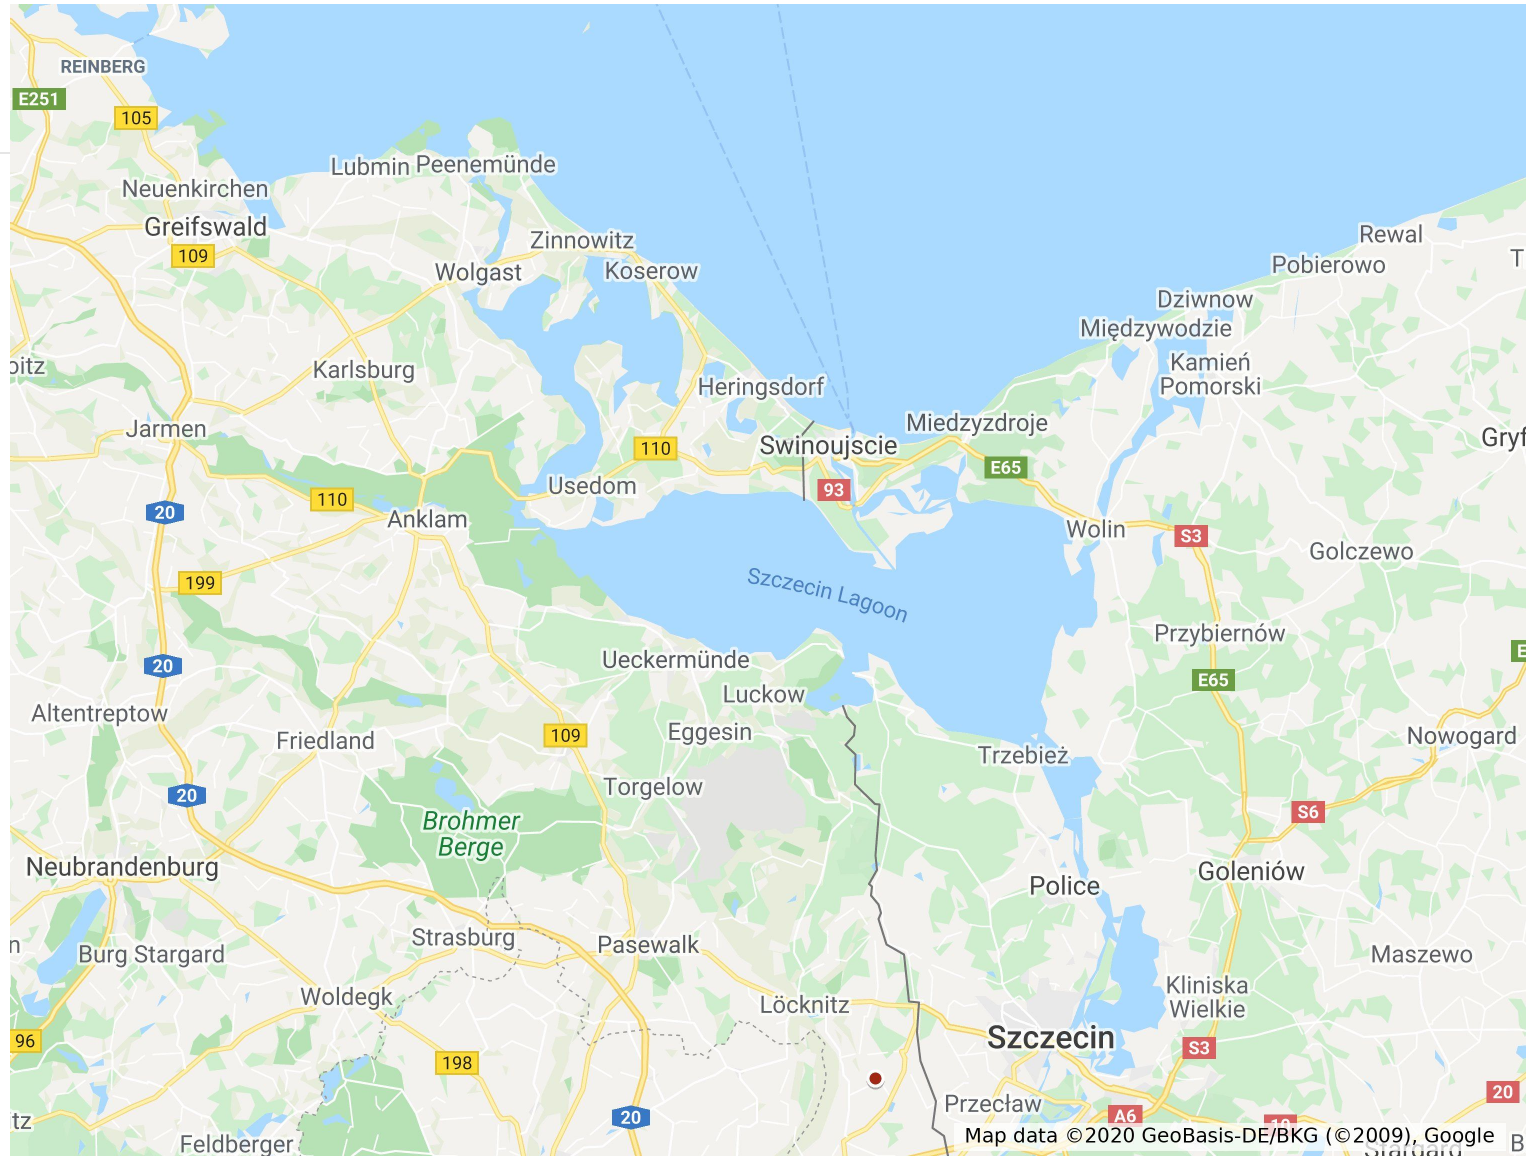 REINBERG
E251
105
Lubmin
Peenemünde
Neuenkirchen
Greifswald
109
Zinnowitz
Wolgast
Koserow
Rewal
Pobierowo
T
Dziwnow
Międzywodzie
oitz
Karlsburg
Heringsdorf
Kamień
Pomorski
Jarmen
110
Swinoujscie
Miedzyzdroje
Gryf
E65
Usedom
93
110
20
Anklam
Wolin
S3
Golczewo
199
Szczecin Lagoon
Przybiernów
20
Ueckermünde
E
E65
Luckow
Altentreptow
Friedland
109
Eggesin
Nowogard
Trzebież
20
Torgelow
S6
Brohmer
Berge
Neubrandenburg
Goleniów
Police
n
Burg Stargard
Strasburg
Pasewalk
Maszewo
Woldegk
Löcknitz
Kliniska
Wielkie
96
Szczecin
S3
198
20
Przecław
tz
20
A6
10
Feldberger
Map data ©2020 GeoBasis-DE/BKG (©2009), Google
Stargard
B